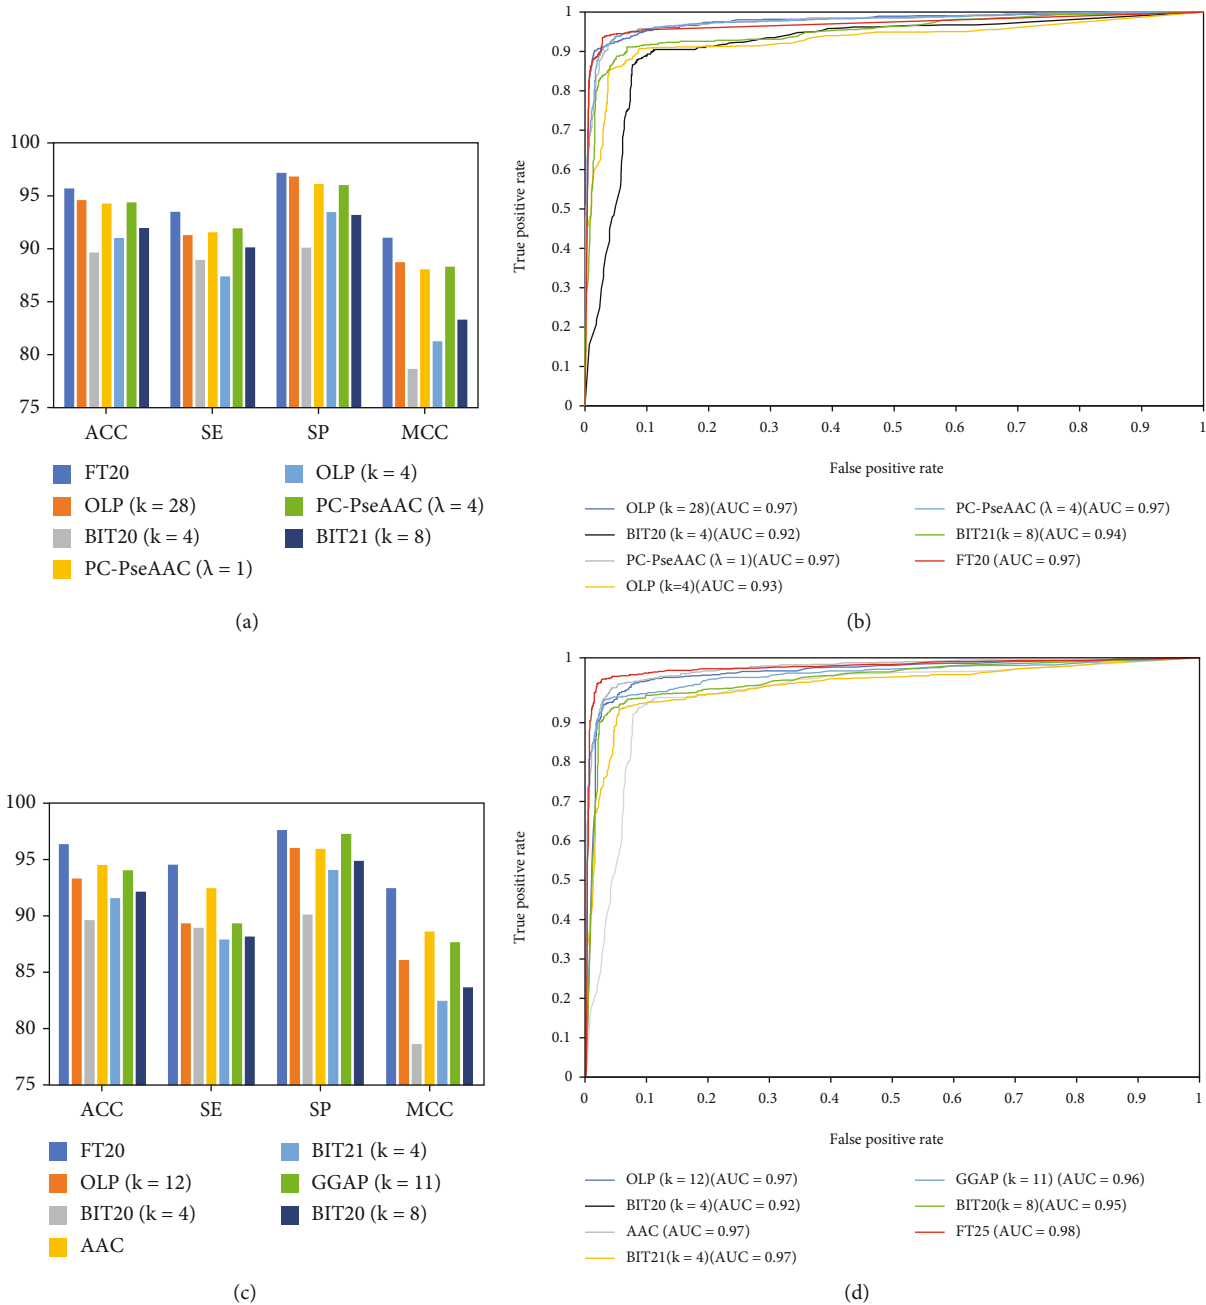 100
95
90
85
80
75
ACC SE SP MCC
FT20
OLP (k = 28)
BIT20 (k = 4)
PC-PseAAC (λ = 1)
OLP (k = 4)
PC-PseAAC (λ = 4)
BIT21 (k = 8)
(a)
1
0.9
0.8
0.7
0.6
0.5
0.4
0.3
0.2
0.1
0
True positive rate
0 0.1 0.2 0.3 0.4 0.5 0.6 0.7 0.8 0.9 1
False positive rate
OLP (k = 28)(AUC = 0.97)
BIT20 (k = 4)(AUC = 0.92)
PC-PseAAC (λ = 1)(AUC = 0.97)
OLP (k=4)(AUC = 0.93)
PC-PseAAC (λ = 4)(AUC = 0.97)
BIT21(k = 8)(AUC = 0.94)
FT20 (AUC = 0.97)
(b)
100
95
90
85
80
75
ACC SE SP MCC
FT20
OLP (k = 12)
BIT20 (k = 4)
AAC
BIT21 (k = 4)
GGAP (k = 11)
BIT20 (k = 8)
(c)
1
0.9
0.8
0.7
0.6
0.5
0.4
0.3
0.2
0.1
0
True positive rate
0 0.1 0.2 0.3 0.4 0.5 0.6 0.7 0.8 0.9 1
False positive rate
OLP (k = 12)(AUC = 0.97)
BIT20 (k = 4)(AUC = 0.92)
AAC (AUC = 0.97)
BIT21(k = 4)(AUC = 0.97)
GGAP (k = 11) (AUC = 0.96)
BIT20(k = 8)(AUC = 0.95)
FT25 (AUC = 0.98)
(d)